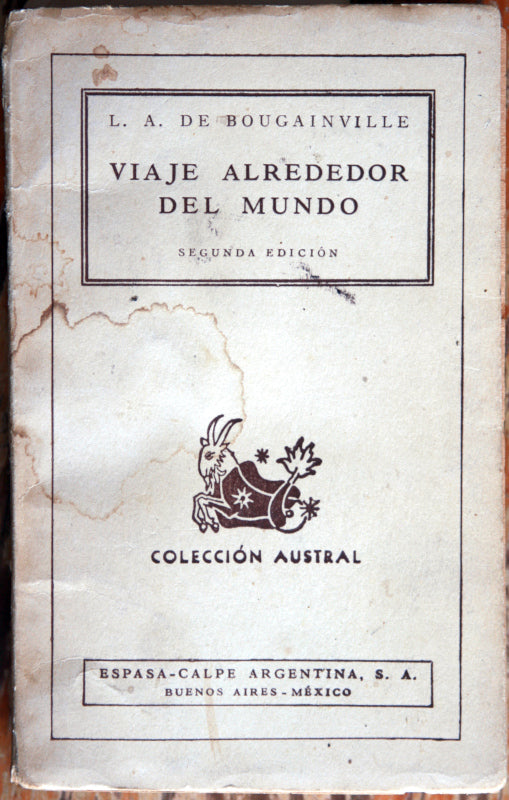 L. A. DE BOUGAINVILLE
VIAJE ALREDEDOR
DEL MUNDO
SEGUNDA EDICIÓN
COLECCIÓN AUSTRAL
ESPASA-CALPE ARGENTINA, S. A.
BUENOS AIRES - MÉXICO